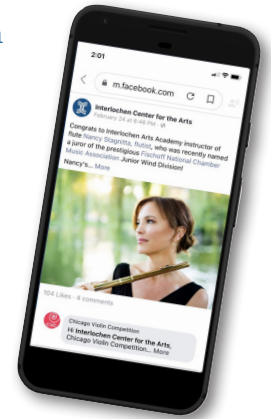 2:01
m.facebook.com
Interlochen Center for the Arts
February 24 at 6:46 PM
Congrats to Interlochen Arts Academy instructor of
flute Nancy Stagnitta, flutist, who was recently named
a juror of the prestigious Fischoff National Chamber
Music Association Junior Wind Division!
Nancy's... More
104 Likes · 8 comments
Chicago Violin Competition
Hi Interlochen Center for the Arts,
Chicago Violin Competition... More